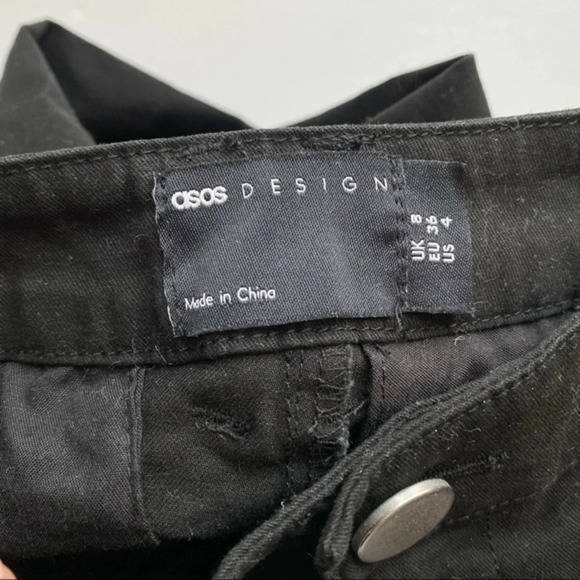 asos DESIGN
Made in China
UK 8
EU 36
US 4